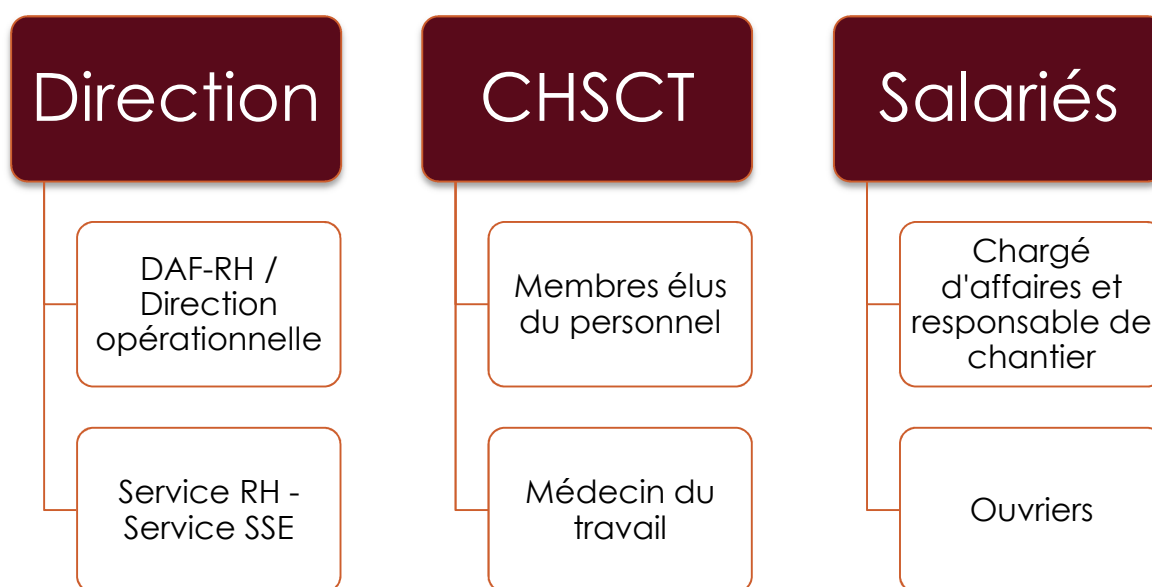 Direction
DAF-RH /
Direction
opérationnelle
Service RH -
Service SSE
CHSCT
Membres élus
du personnel
Médecin du
travail
Salariés
Chargé
d'affaires et
responsable de
chantier
Ouvriers